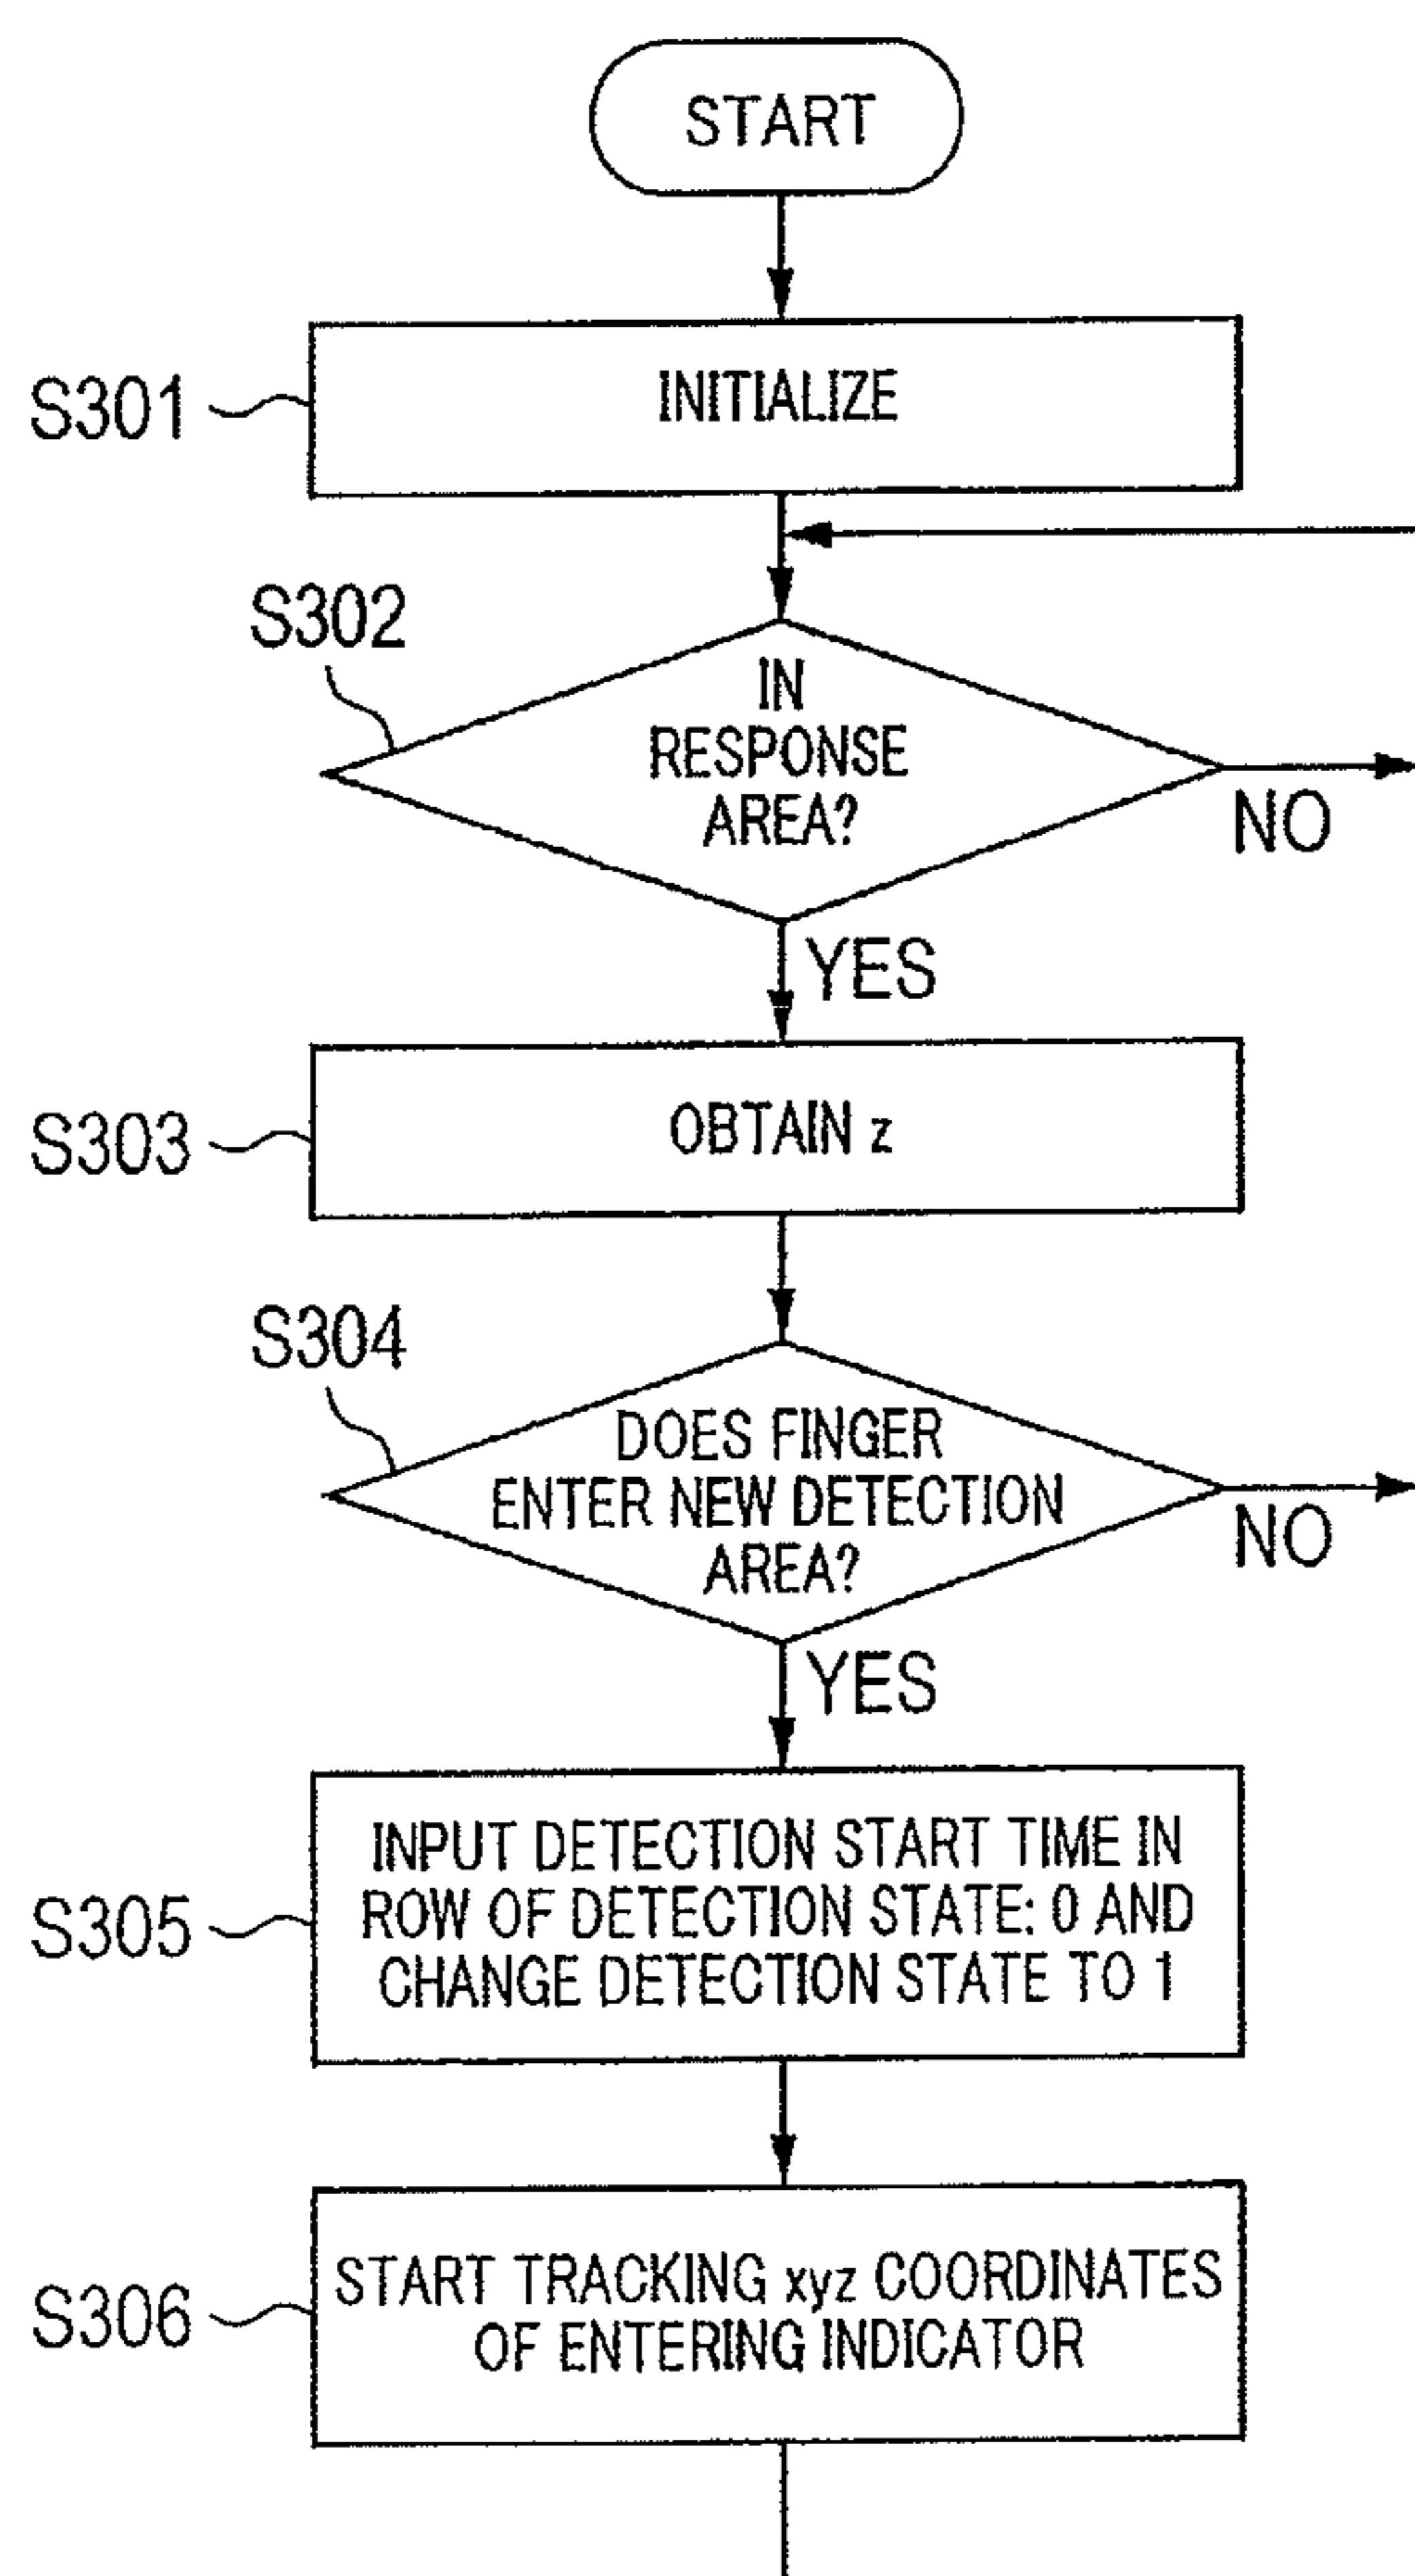 START
S301
INITIALIZE
S302
IN
RESPONSE
AREA?
NO
YES
S303
OBTAIN z
S304
DOES FINGER
ENTER NEW DETECTION
AREA?
NO
YES
S305
INPUT DETECTION START TIME IN
ROW OF DETECTION STATE: 0 AND
CHANGE DETECTION STATE TO 1
S306
START TRACKING xyz COORDINATES
OF ENTERING INDICATOR